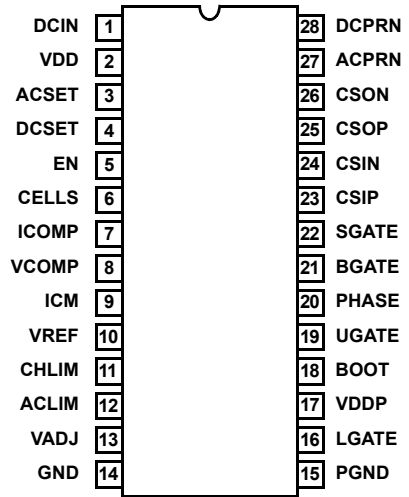 DCIN 1 28 DCPRN
VDD 2 27 ACPRN
ACSET 3 26 CSON
DCSET 4 25 CSOP
EN 5 24 CSIN
CELLS 6 23 CSIP
ICOMP 7 22 SGATE
VCOMP 8 21 BGATE
ICM 9 20 PHASE
VREF 10 19 UGATE
CHLIM 11 18 BOOT
ACLIM 12 17 VDDP
VADJ 13 16 LGATE
GND 14 15 PGND